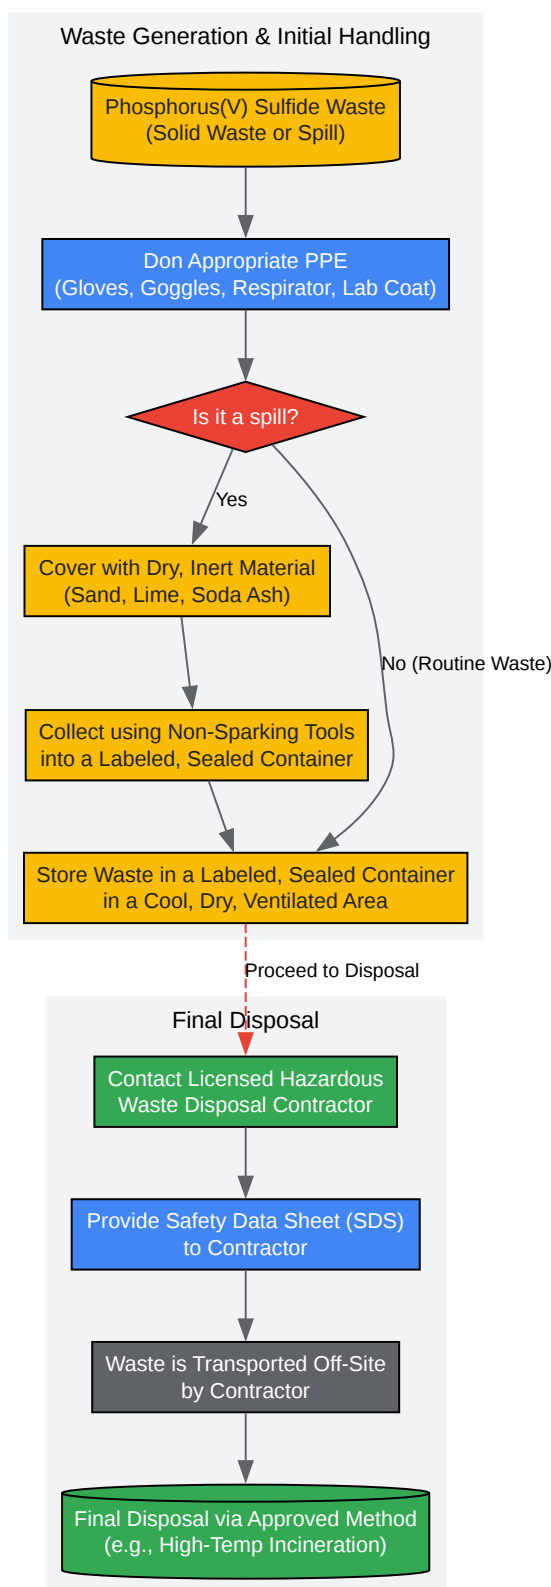 Waste Generation & Initial Handling
Phosphorus(V) Sulfide Waste
(Solid Waste or Spill)
Don Appropriate PPE
(Gloves, Goggles, Respirator, Lab Coat)
Is it a spill?
Yes
Cover with Dry, Inert Material
(Sand, Lime, Soda Ash)
No (Routine Waste)
Collect using Non-Sparking Tools
into a Labeled, Sealed Container
Store Waste in a Labeled, Sealed Container
in a Cool, Dry, Ventilated Area
Proceed to Disposal
Final Disposal
Contact Licensed Hazardous
Waste Disposal Contractor
Provide Safety Data Sheet (SDS)
to Contractor
Waste is Transported Off-Site
by Contractor
Final Disposal via Approved Method
(e.g., High-Temp Incineration)